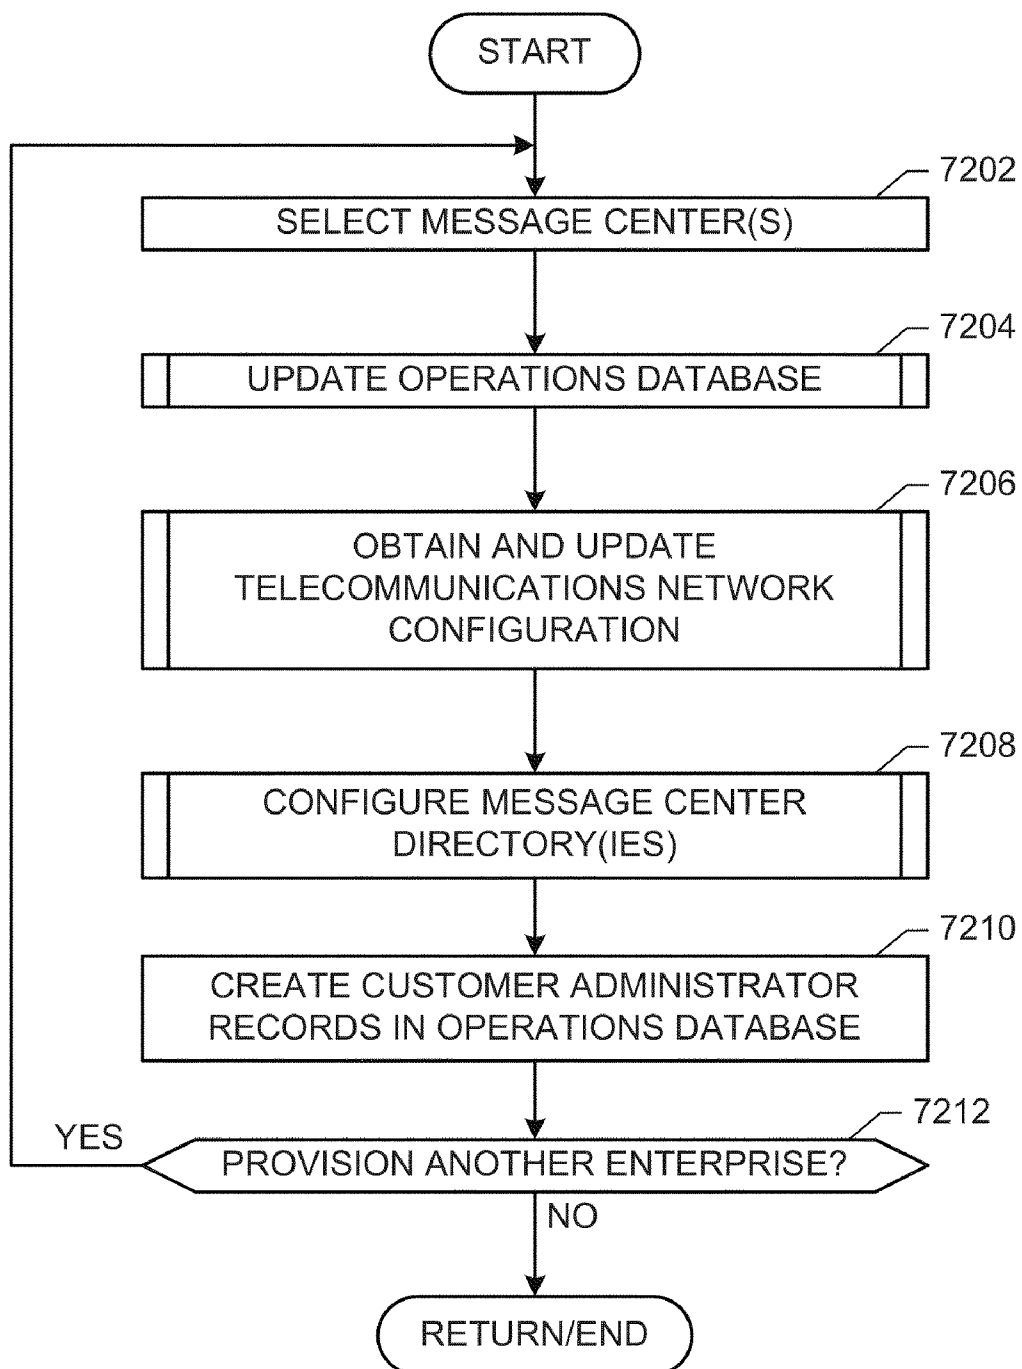 START
7202
SELECT MESSAGE CENTER(S)
7204
UPDATE OPERATIONS DATABASE
7206
OBTAIN AND UPDATE
TELECOMMUNICATIONS NETWORK
CONFIGURATION
7208
CONFIGURE MESSAGE CENTER
DIRECTORY(IES)
7210
CREATE CUSTOMER ADMINISTRATOR
RECORDS IN OPERATIONS DATABASE
7212
YES
PROVISION ANOTHER ENTERPRISE?
NO
RETURN/END